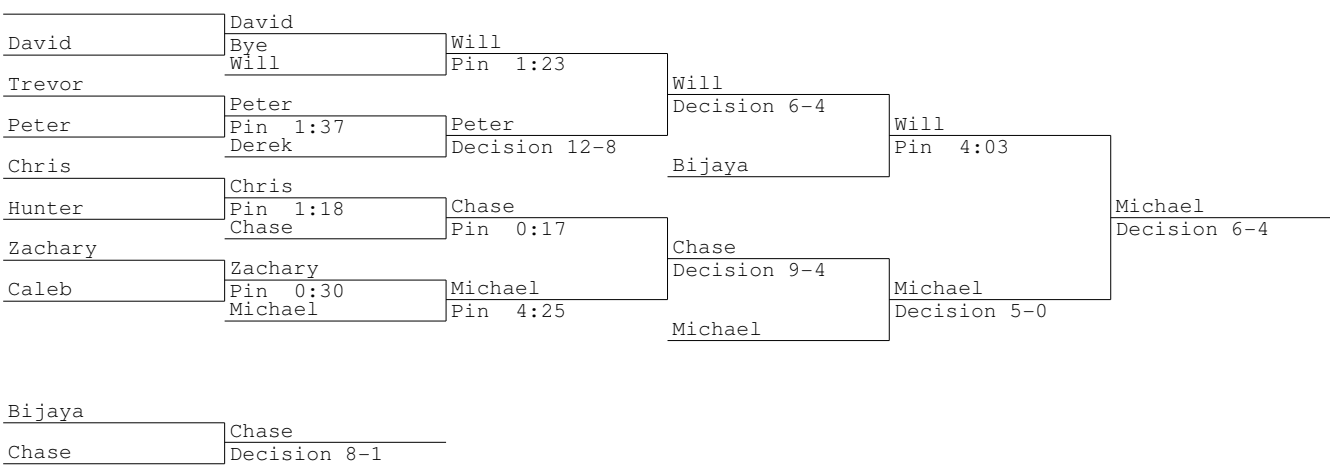 David
David
Bye
Will
Will
Pin 1:23
Trevor
Will
Decision 6-4
Peter
Peter
Pin 1:37
Derek
Peter
Decision 12-8
Will
Pin 4:03
Chris
Bijaya
Chris
Hunter
Pin 1:18
Chase
Chase
Pin 0:17
Michael
Decision 6-4
Zachary
Chase
Decision 9-4
Zachary
Caleb
Pin 0:30
Michael
Michael
Pin 4:25
Michael
Decision 5-0
Michael
Bijaya
Chase
Chase
Decision 8-1